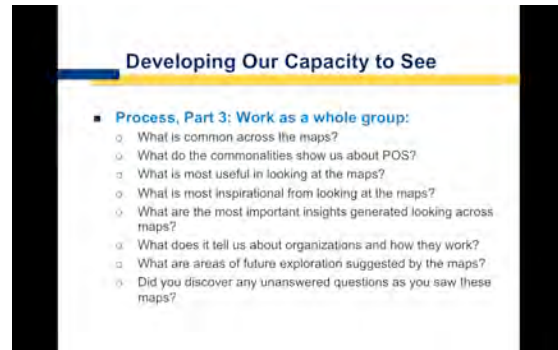 Developing Our Capacity to See
Process, Part 3: Work as a whole group:
What is common across the maps?
What do the commonalities show us about POS?
What is most useful in looking at the maps?
What is most inspirational from looking at the maps?
What are the most important insights generated looking across
maps?
What does it tell us about organizations and how they work?
What are areas of future exploration suggested by the maps?
Did you discover any unanswered questions as you saw these
maps?